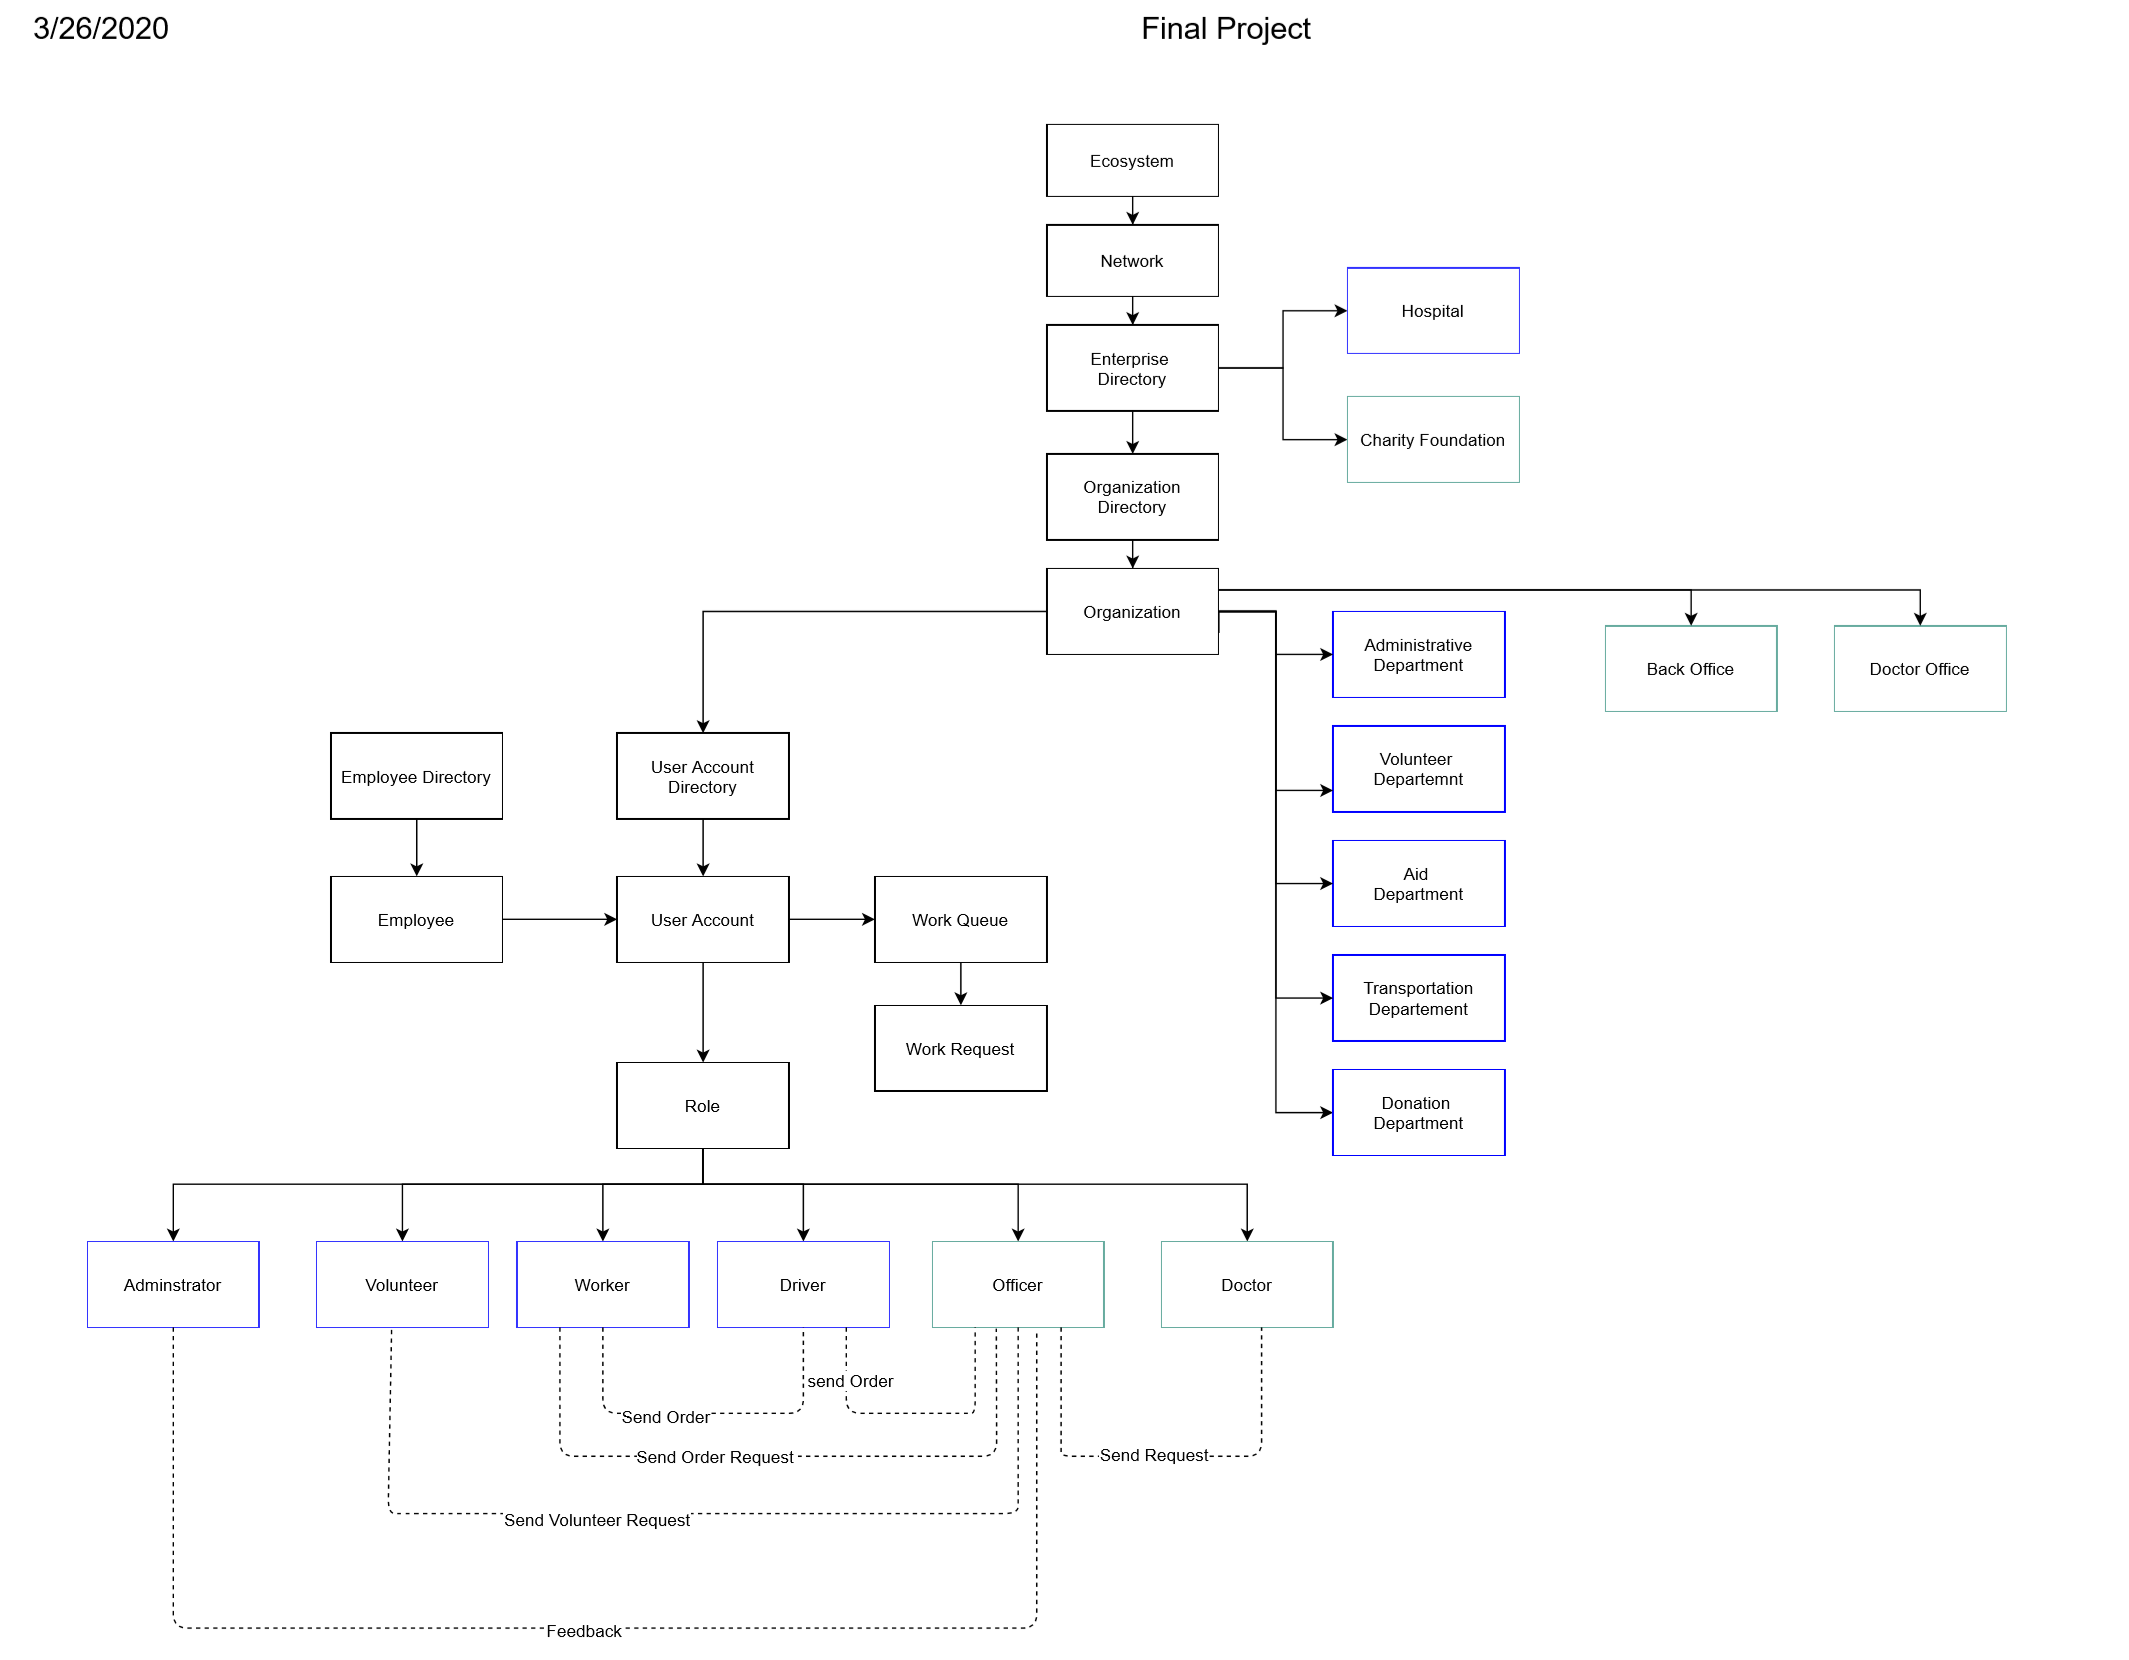 3/26/2020
Final Project
Ecosystem
Network
Hospital
Enterprise
Directory
Charity Foundation
Organization
Directory
Organization
Administrative
Department
Back Office
Doctor Office
Employee Directory
User Account
Directory
Volunteer
Departemnt
Aid
Department
Employee
User Account
Work Queue
Transportation
Departement
Work Request
Role
Donation
Department
Adminstrator
Volunteer
Worker
Driver
Officer
Doctor
send Order
Send Order
Send Order Request
Send Request
Send Volunteer Request
Feedback